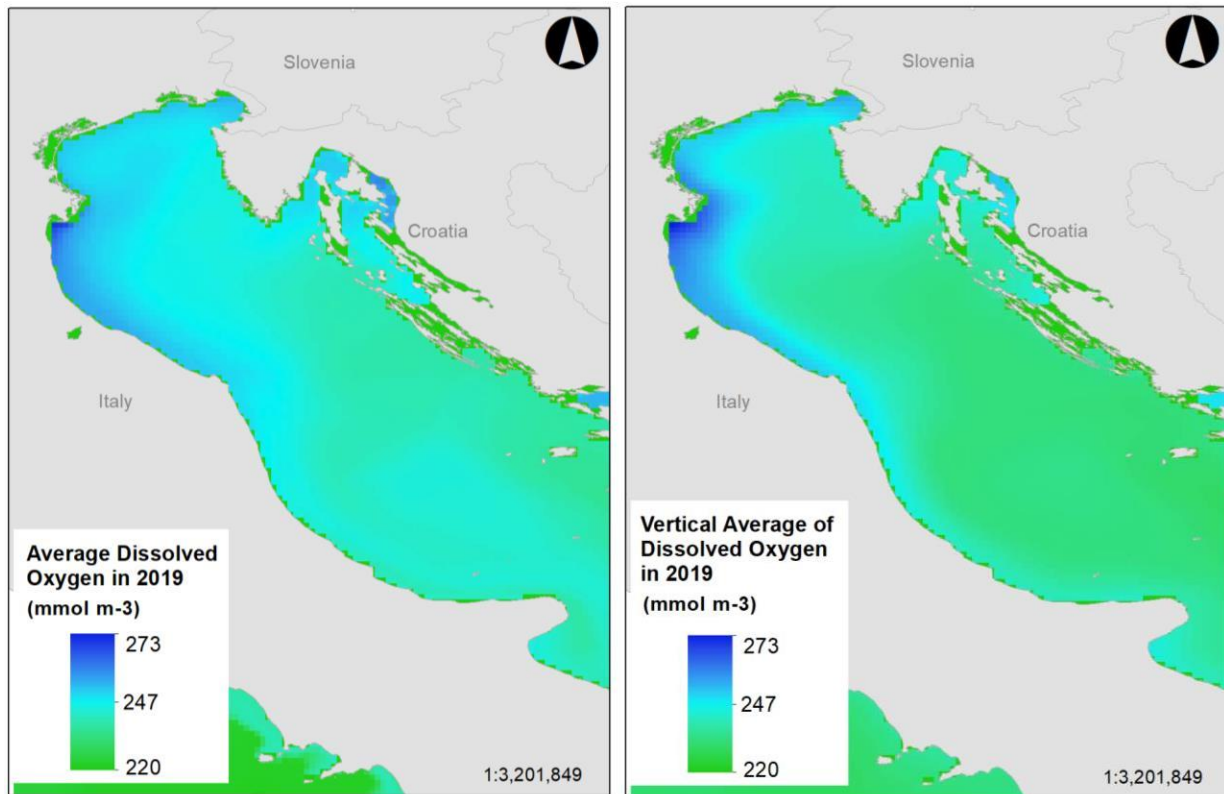 Slovenia
Croatia
Italy
Average Dissolved
Oxygen in 2019
(mmol m-3)
273
247
220
1:3,201,849
Slovenia
Croatia
Italy
Vertical Average of
Dissolved Oxygen
in 2019
(mmol m-3)
273
247
220
1:3,201,849